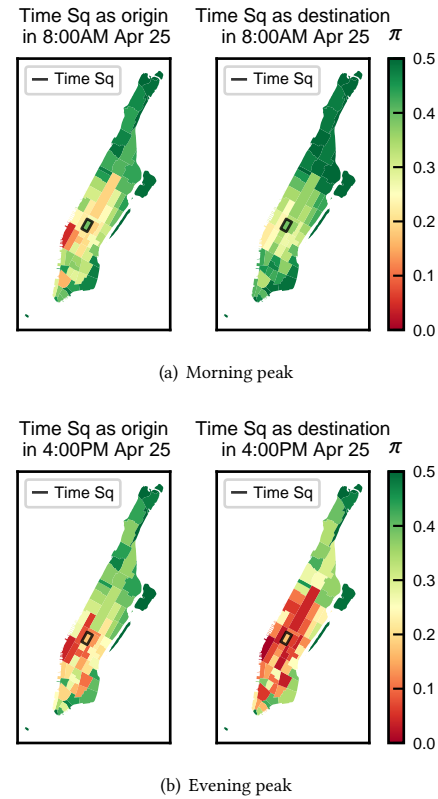 Time Sq as origin
in 8:00AM Apr 25
Time Sq as destination
in 8:00AM Apr 25
π
Time Sq
Time Sq
0.5
0.4
0.3
0.2
0.1
0.0
(a) Morning peak
Time Sq as origin
in 4:00PM Apr 25
Time Sq as destination
in 4:00PM Apr 25
π
Time Sq
Time Sq
0.5
0.4
0.3
0.2
0.1
0.0
(b) Evening peak